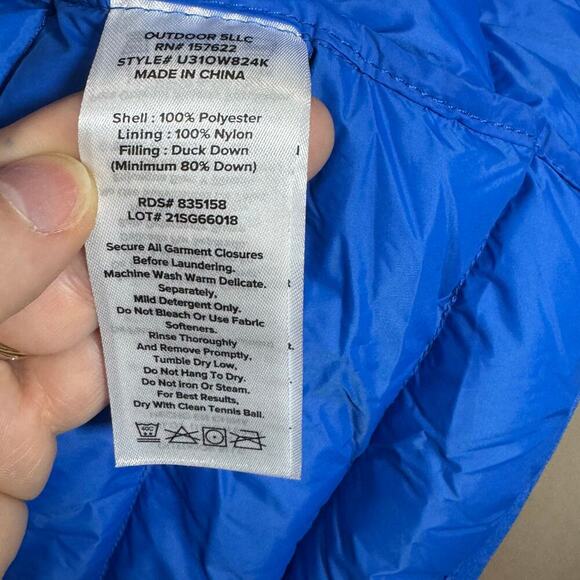 OUTDOOR 5LLC
RN# 157622
STYLE# U31OW824K
MADE IN CHINA
Shell : 100% Polyester
Lining : 100% Nylon
Filling : Duck Down
(Minimum 80% Down)
RDS# 835158
LOT# 21SG66018
Secure All Garment Closures
Before Laundering.
Machine Wash Warm Delicate.
Separately,
Mild Detergent Only.
Do Not Bleach Or Use Fabric
Softeners.
Rinse Thoroughly
And Remove Promptly,
Tumble Dry Low,
Do Not Hang To Dry.
Do Not Iron Or Steam.
For Best Results,
Dry With Clean Tennis Ball.